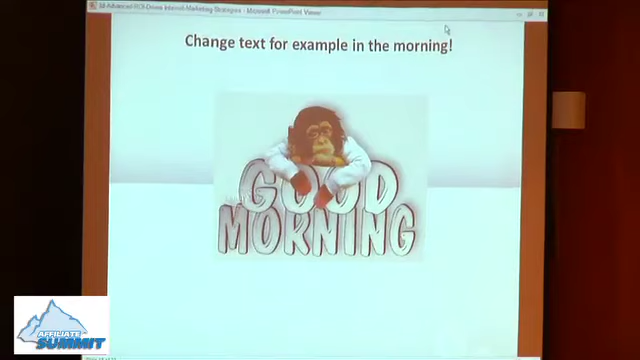 Change text for example in the morning!
GOOD
MORNING
AFFILIATE
SUMMIT